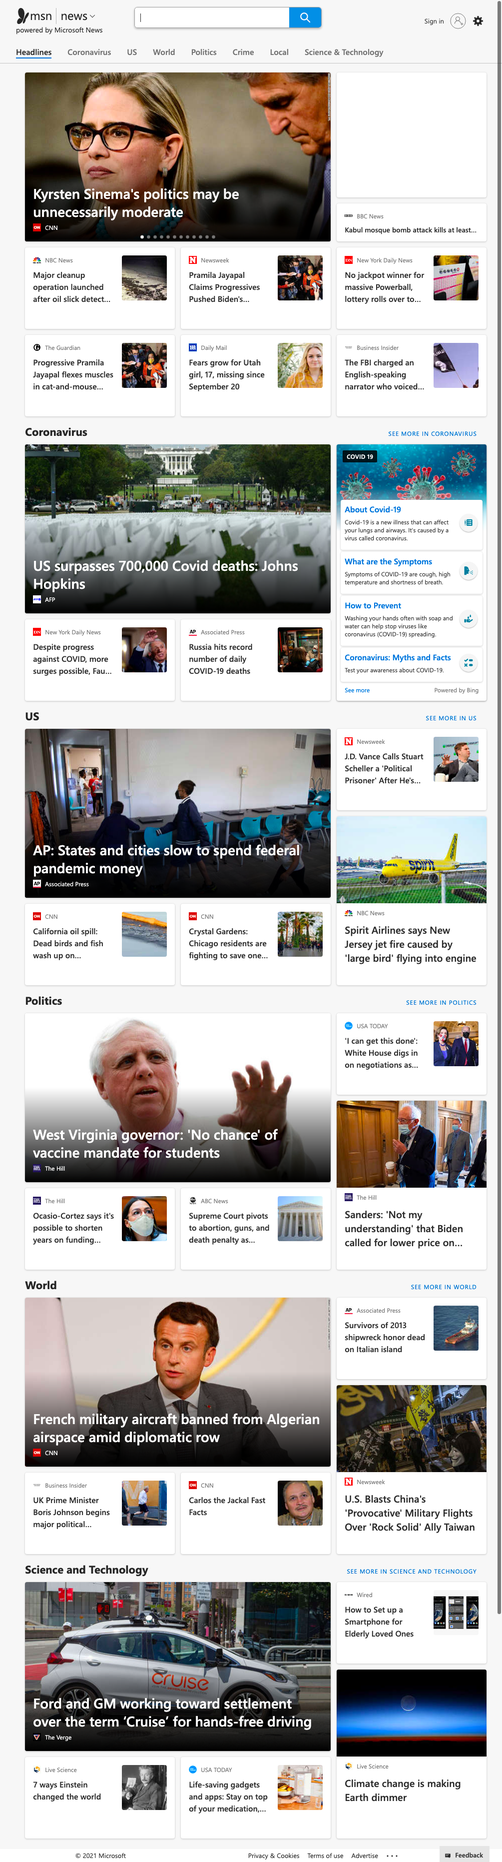 msn news
powered by Microsoft News
Sign in
Headlines Coronavirus US World Politics Crime Local Science & Technology
Kyrsten Sinema's politics may be
unnecessarily moderate
CNN
BBC News
Kabul mosque bomb attack kills at least...
NBC News
Major cleanup
operation launched
after oil slick detect...
Newsweek
Pramila Jayapal
Claims Progressives
Pushed Biden's...
New York Daily News
No jackpot winner for
massive Powerball,
lottery rolls over to...
The Guardian
Progressive Pramila
Jayapal flexes muscles
in cat-and-mouse...
Daily Mail
Fears grow for Utah
girl, 17, missing since
September 20
Business Insider
The FBI charged an
English-speaking
narrator who voiced...
Coronavirus
SEE MORE IN CORONAVIRUS
US surpasses 700,000 Covid deaths: Johns
Hopkins
AFP
COVID 19
About Covid-19
Covid-19 is a new illness that can affect
your lungs and airways. It's caused by a
virus called coronavirus.
What are the Symptoms
Symptoms of COVID-19 are cough, high
temperature and shortness of breath.
How to Prevent
Washing your hands often with soap and
water can help stop viruses like
coronavirus (COVID-19) spreading.
Coronavirus: Myths and Facts
Test your awareness about COVID-19.
See more
Powered by Bing
New York Daily News
Despite progress
against COVID, more
surges possible, Fau...
AP Associated Press
Russia hits record
number of daily
COVID-19 deaths
US
SEE MORE IN US
AP: States and cities slow to spend federal
pandemic money
AP Associated Press
Newsweek
J.D. Vance Calls Stuart
Scheller a 'Political
Prisoner' After He's...
spirit
NBC News
Spirit Airlines says New
Jersey jet fire caused by
'large bird' flying into engine
CNN
California oil spill:
Dead birds and fish
wash up on...
CNN
Crystal Gardens:
Chicago residents are
fighting to save one...
Politics
SEE MORE IN POLITICS
West Virginia governor: 'No chance' of
vaccine mandate for students
The Hill
USA TODAY
'I can get this done':
White House digs in
on negotiations as...
The Hill
Sanders: 'Not my
understanding' that Biden
called for lower price on...
The Hill
Ocasio-Cortez says it's
possible to shorten
years on funding...
ABC News
Supreme Court pivots
to abortion, guns, and
death penalty as...
World
SEE MORE IN WORLD
French military aircraft banned from Algerian
airspace amid diplomatic row
CNN
AP Associated Press
Survivors of 2013
shipwreck honor dead
on Italian island
Newsweek
U.S. Blasts China's
'Provocative' Military Flights
Over 'Rock Solid' Ally Taiwan
Business Insider
UK Prime Minister
Boris Johnson begins
major political...
CNN
Carlos the Jackal Fast
Facts
Science and Technology
SEE MORE IN SCIENCE AND TECHNOLOGY
cruise
Ford and GM working toward settlement
over the term 'Cruise' for hands-free driving
The Verge
Wired
How to Set up a
Smartphone for
Elderly Loved Ones
Live Science
Climate change is making
Earth dimmer
Live Science
7 ways Einstein
changed the world
USA TODAY
Life-saving gadgets
and apps: Stay on top
of your medication,...
© 2021 Microsoft
Privacy & Cookies Terms of use Advertise ...
Feedback